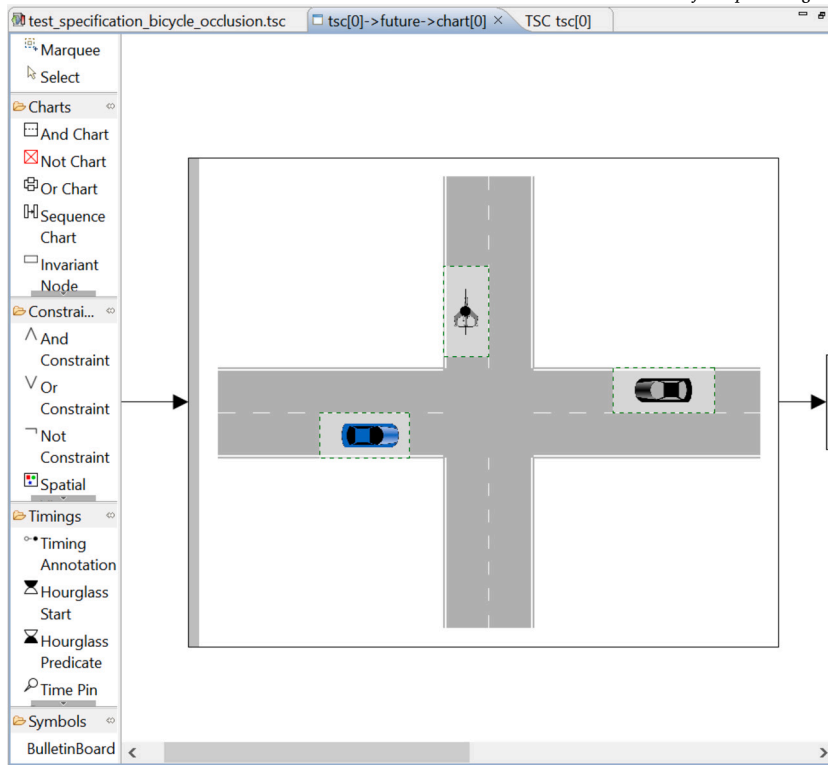 test_specification_bicycle_occlusion.tsc
tsc[0]->future->chart[0]
TSC tsc[0]
Marquee
Select
Charts
And Chart
Not Chart
Or Chart
Sequence
Chart
Invariant
Node
Constrai...
And
Constraint
Or
Constraint
Not
Constraint
Spatial
Timings
Timing
Annotation
Hourglass
Start
Hourglass
Predicate
Time Pin
Symbols
BulletinBoard